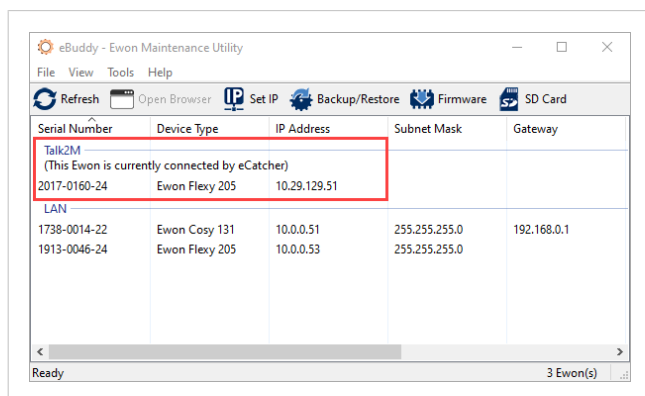 eBuddy - Ewon Maintenance Utility
File View Tools Help
Refresh Open Browser Set IP Backup/Restore Firmware SD Card
Serial Number Device Type IP Address Subnet Mask Gateway
Talk2M
(This Ewon is currently connected by eCatcher)
2017-0160-24 Ewon Flexy 205 10.29.129.51
LAN
1738-0014-22 Ewon Cosy 131 10.0.0.51 255.255.255.0 192.168.0.1
1913-0046-24 Ewon Flexy 205 10.0.0.53 255.255.255.0
Ready 3 Ewon(s)